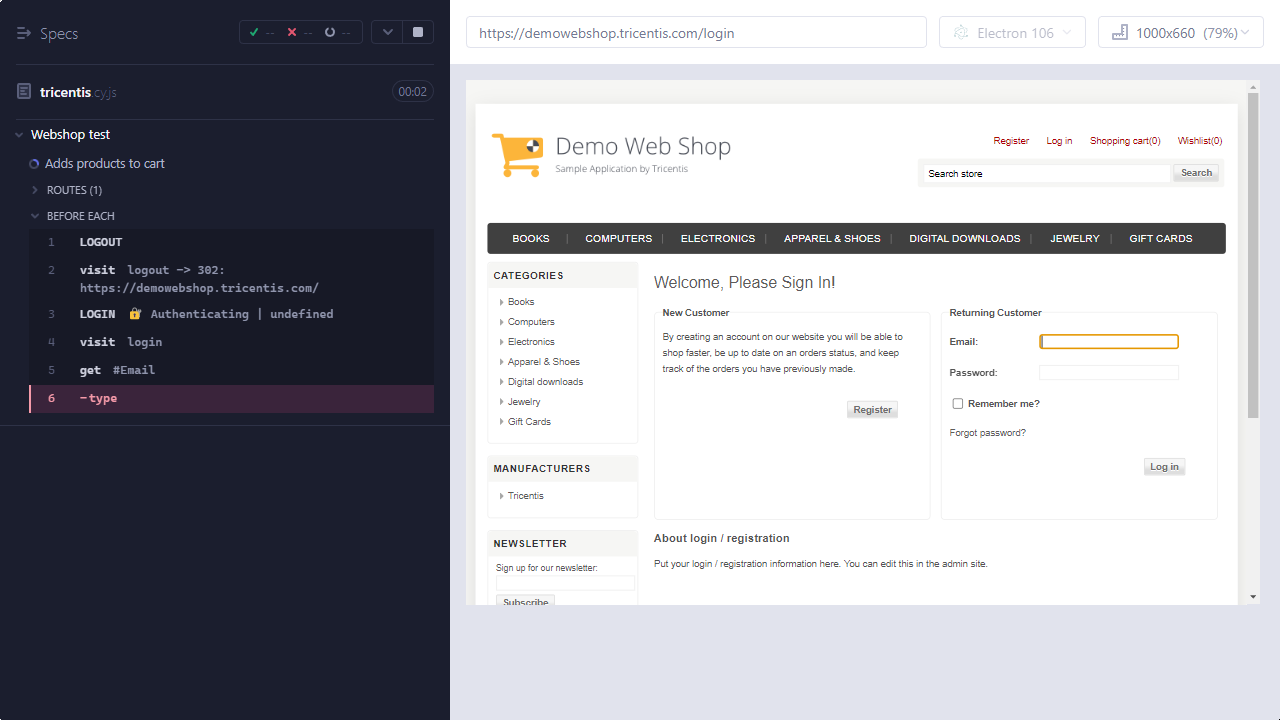 Specs
--
--
--
tricentis.cy.js
00:02
Webshop test
Adds products to cart
ROUTES (1)
BEFORE EACH
1 LOGOUT
2 visit logout -> 302:
https://demowebshop.tricentis.com/
3 LOGIN 🔐 Authenticating | undefined
4 visit login
5 get #Email
6 -type
https://demowebshop.tricentis.com/login
Electron 106
1000x660 (79%)
Demo Web Shop
Sample Application by Tricentis
Register
Log in
Shopping cart(0)
Wishlist(0)
Search store
Search
BOOKS | COMPUTERS | ELECTRONICS | APPAREL & SHOES | DIGITAL DOWNLOADS | JEWELRY | GIFT CARDS
CATEGORIES
Books
Computers
Electronics
Apparel & Shoes
Digital downloads
Jewelry
Gift Cards
MANUFACTURERS
Tricentis
NEWSLETTER
Sign up for our newsletter:
Subscribe
Welcome, Please Sign In!
New Customer
By creating an account on our website you will be able to
shop faster, be up to date on an orders status, and keep
track of the orders you have previously made.
Register
Returning Customer
Email:
Password:
Remember me?
Forgot password?
Log in
About login / registration
Put your login / registration information here. You can edit this in the admin site.